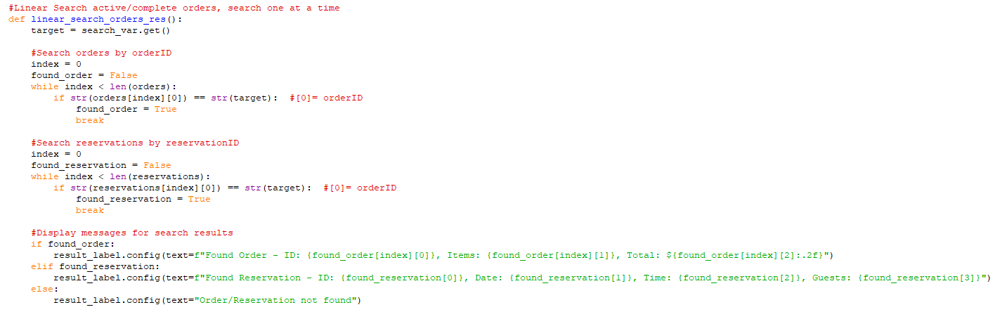 #Linear Search active/complete orders, search one at a time
def linear_search_orders_res():
    target = search_var.get()

    #Search orders by orderID
    index = 0
    found_order = False
    while index < len(orders):
        if str(orders[index][0]) == str(target):  #[0]= orderID
            found_order = True
            break

    #Search reservations by reservationID
    index = 0
    found_reservation = False
    while index < len(reservations):
        if str(reservations[index][0]) == str(target):  #[0]= orderID
            found_reservation = True
            break

    #Display messages for search results
    if found_order:
        result_label.config(text=f"Found Order - ID: {found_order[index][0]}, Items: {found_order[index][1]}, Total: ${found_order[index][2]:.2f}")
    elif found_reservation:
        result_label.config(text=f"Found Reservation - ID: {found_reservation[0]}, Date: {found_reservation[1]}, Time: {found_reservation[2]}, Guests: {found_reservation[3]}")
    else:
        result_label.config(text="Order/Reservation not found")